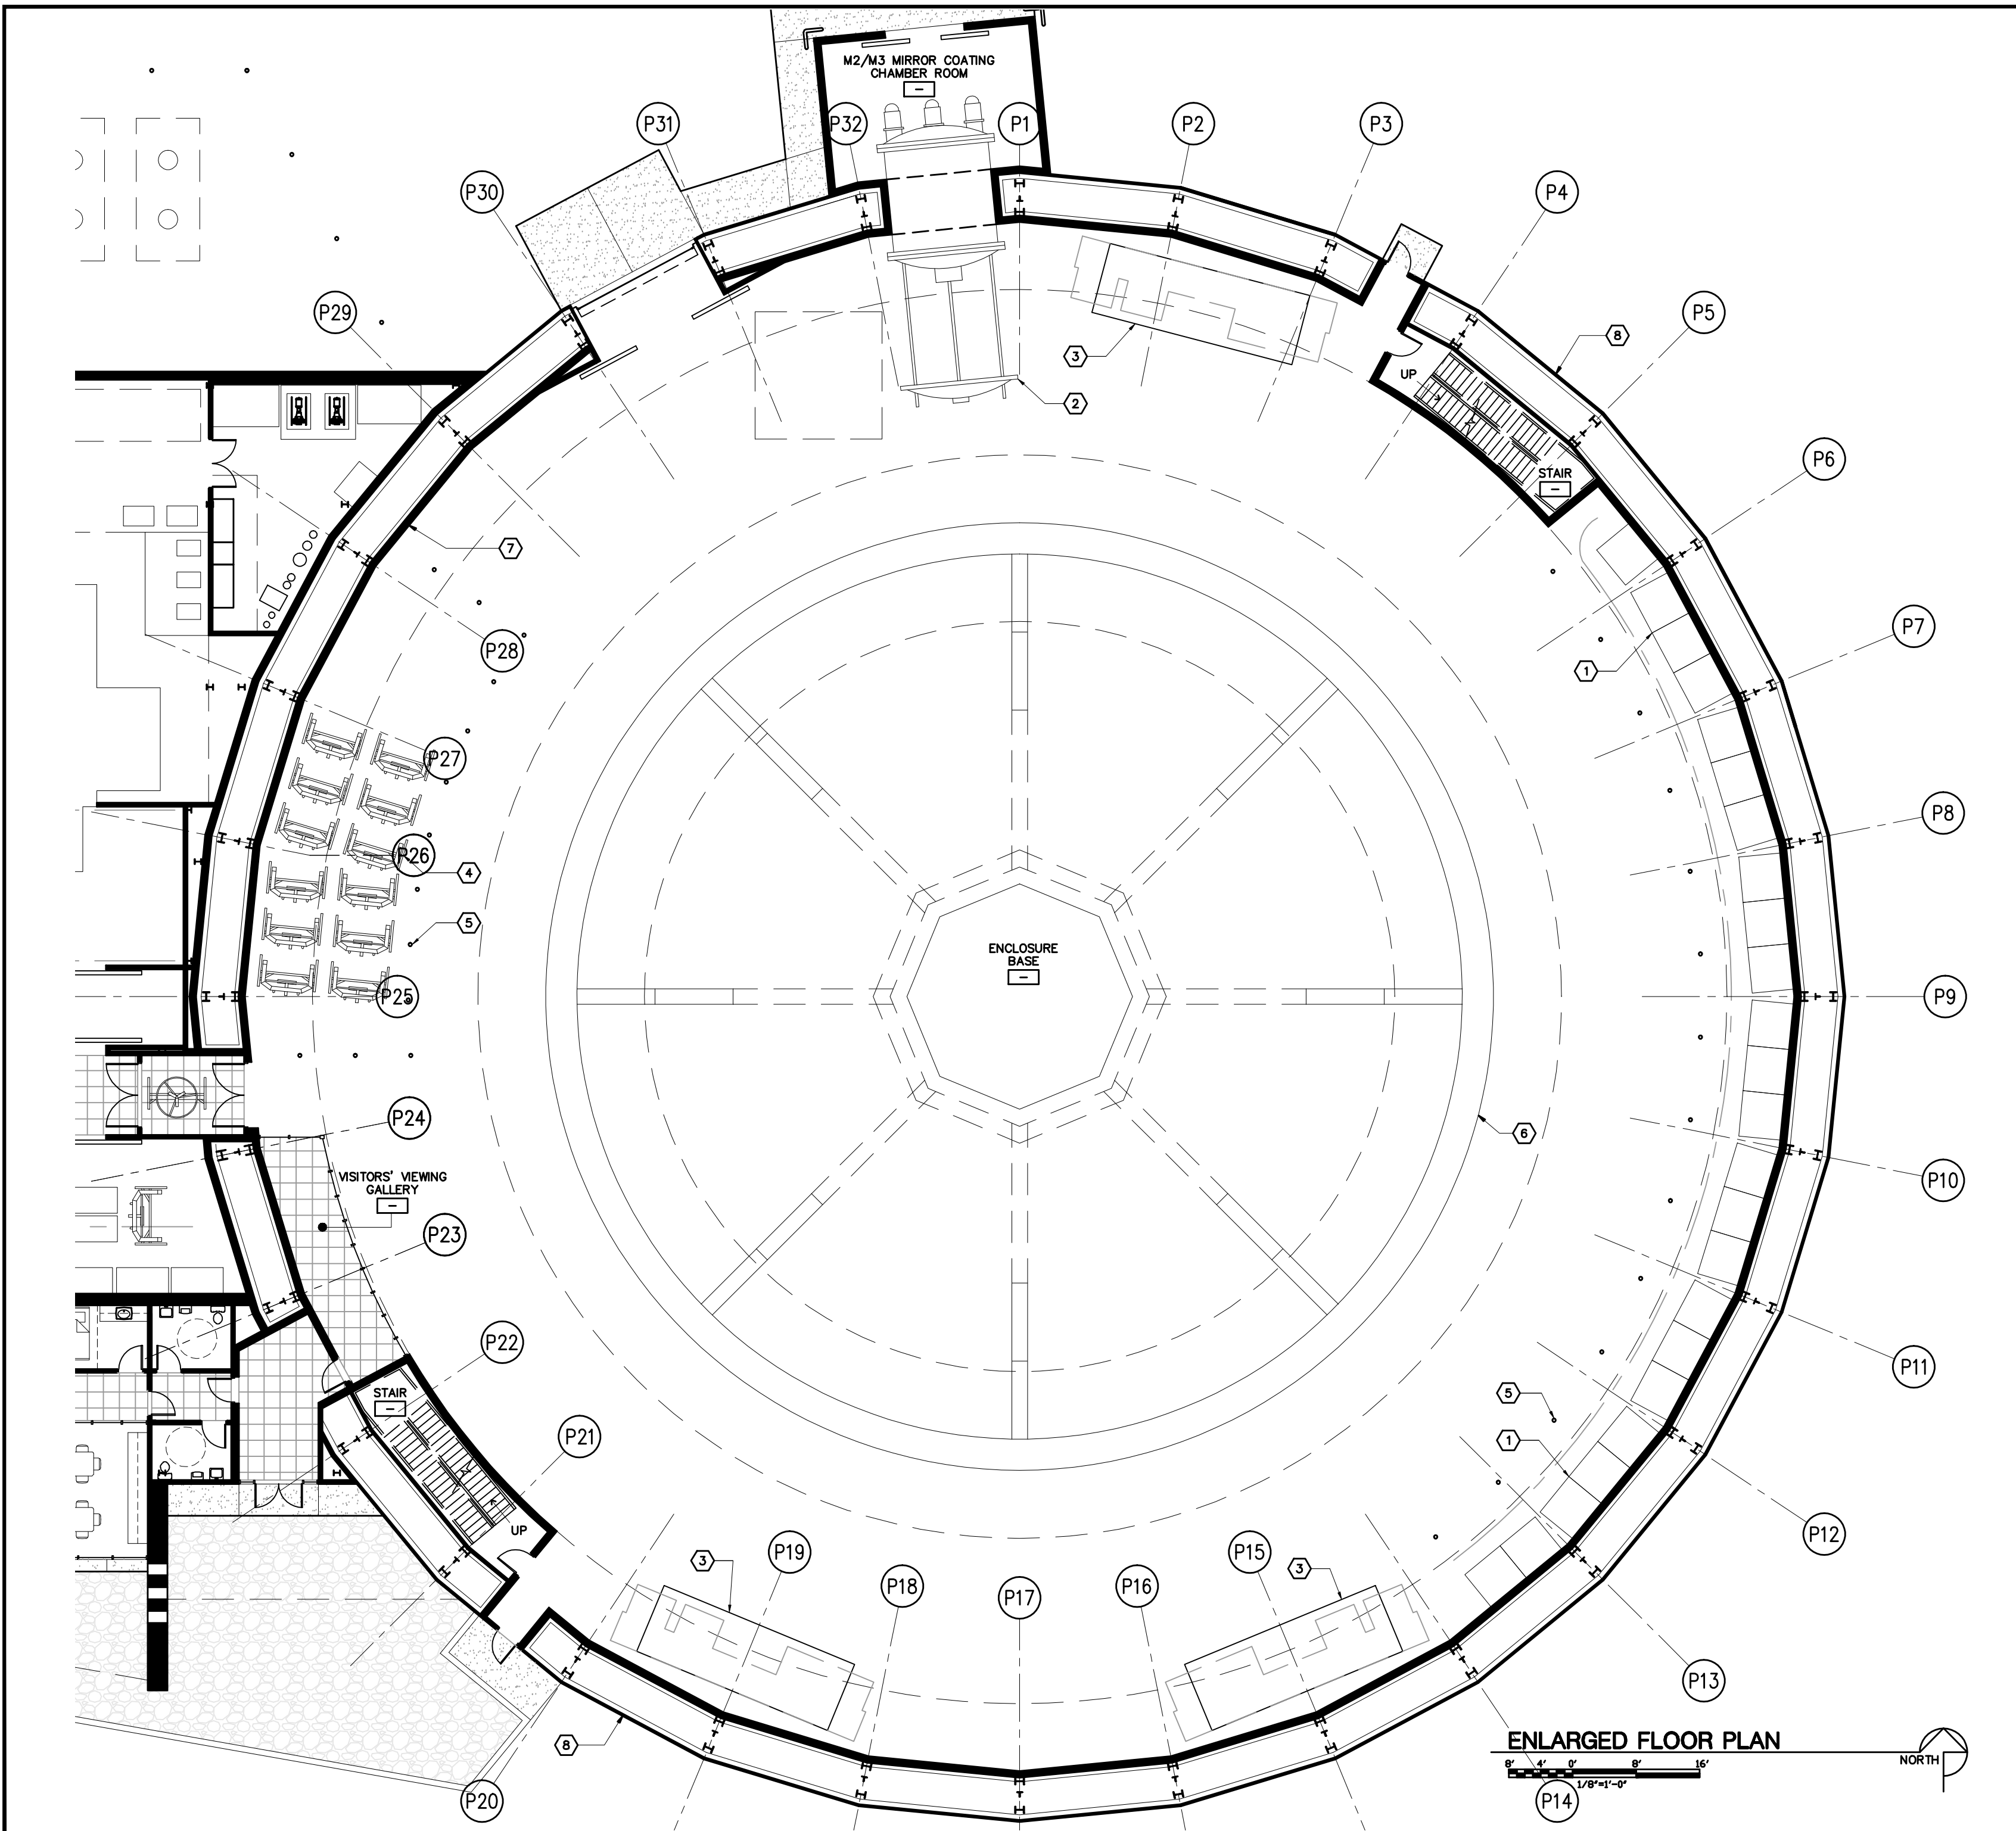 M2/M3 MIRROR COATING
CHAMBER ROOM
-
P31
P32
P1
P2
P3
P30
P4
P29
P5
8
3
UP
2
P6
STAIR
-
7
P28
P7
1
P27
P8
P26
4
5
ENCLOSURE
BASE
-
P25
P9
P24
6
VISITORS' VIEWING
GALLERY
-
P10
P23
P22
P11
STAIR
-
5
P21
1
UP
P12
3
P19
P15
3
P18
P17
P16
P13
8
ENLARGED FLOOR PLAN
NORTH
8' 4' 0' 8' 16'
1/8"=1'-0"
P20
P14